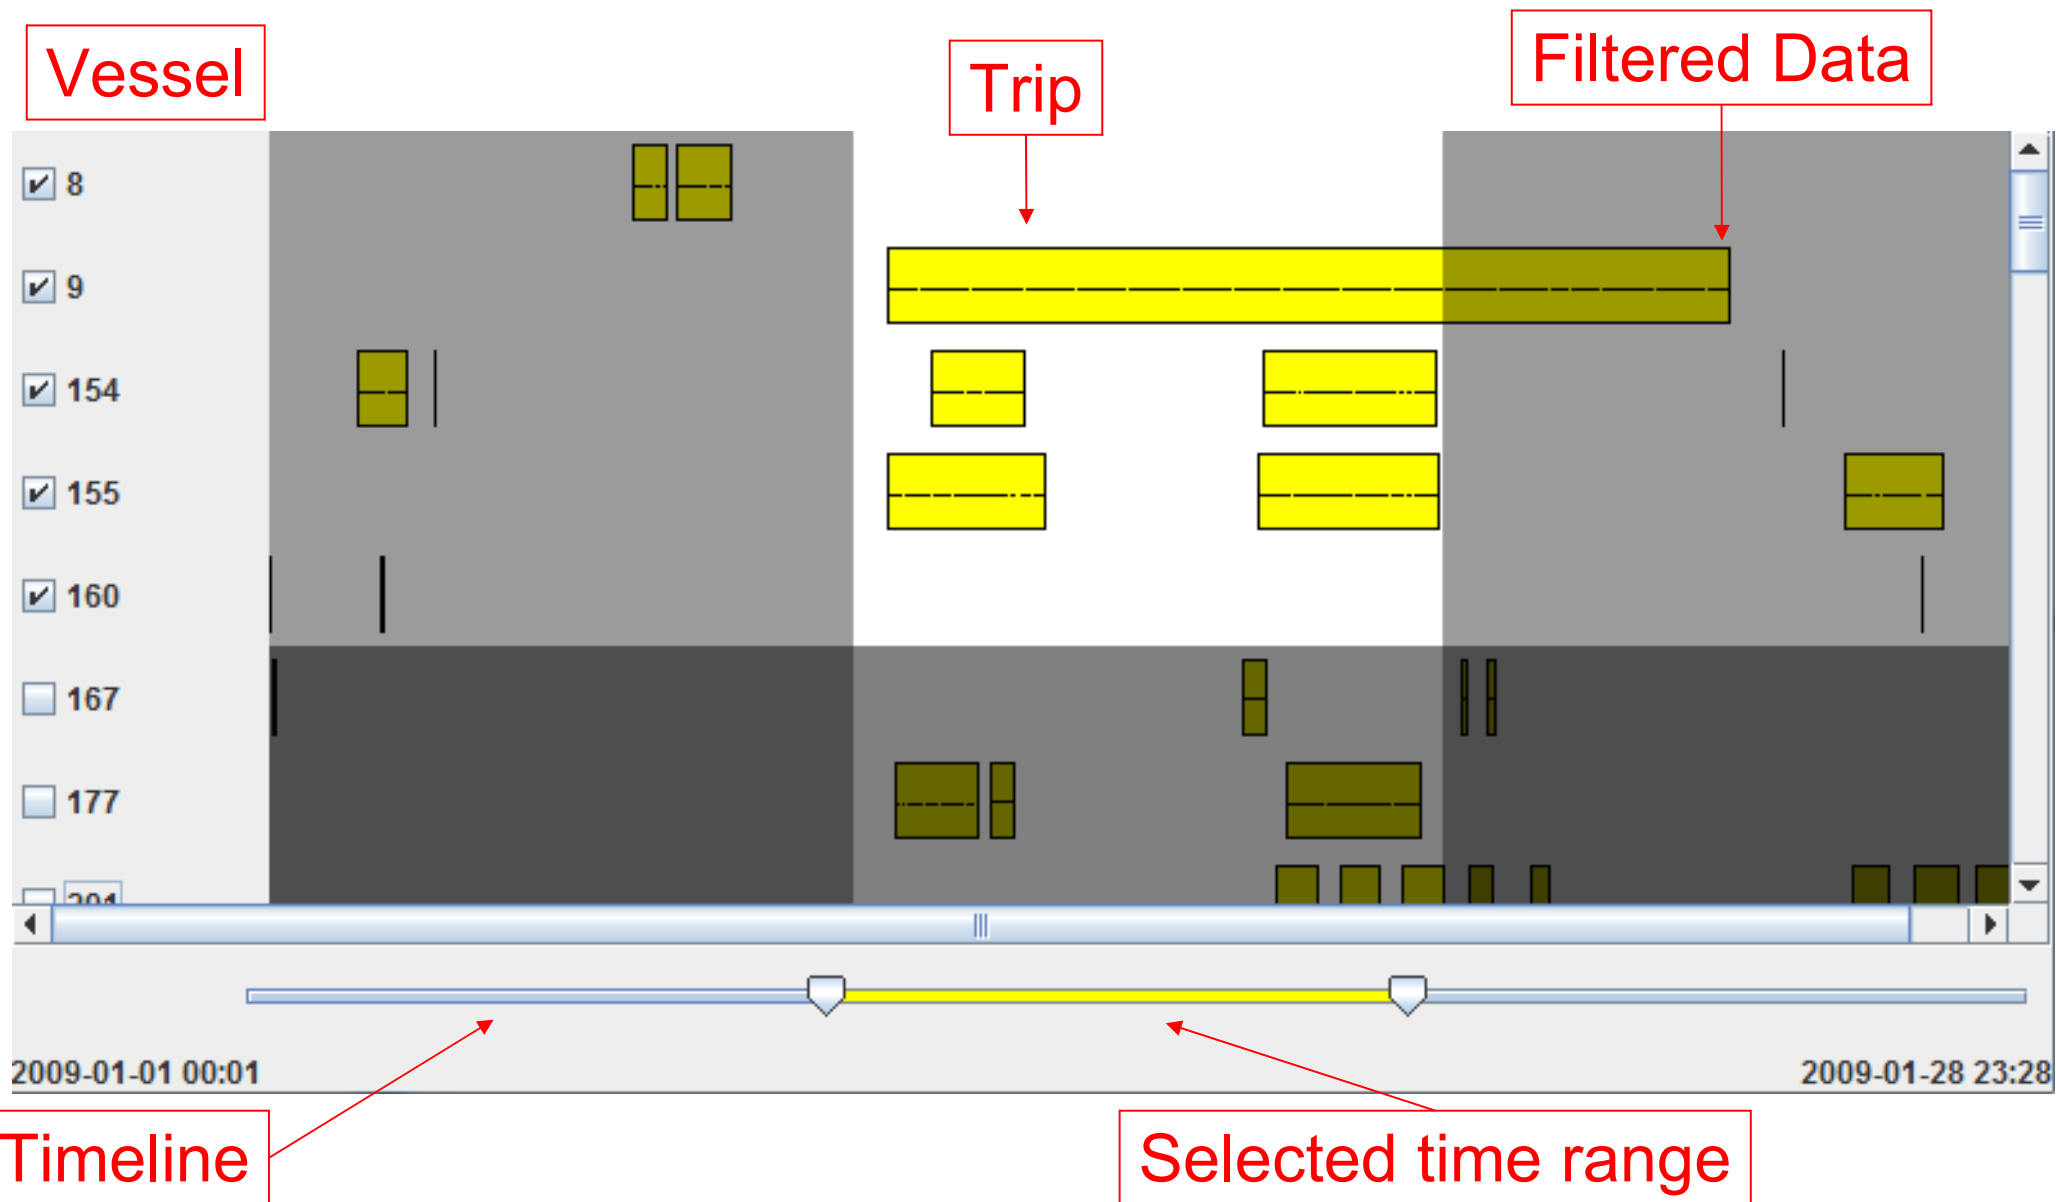 Vessel
Trip
Filtered Data
8
9
154
155
160
167
177
2009-01-01 00:01
2009-01-28 23:28
Timeline
Selected time range